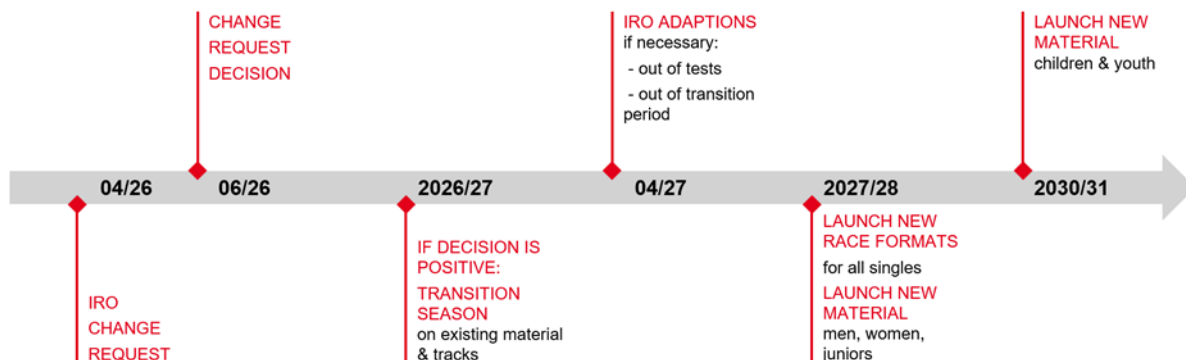 CHANGE
REQUEST
DECISION
IRO ADAPTIONS
if necessary:
- out of tests
- out of transition
period
LAUNCH NEW
MATERIAL
children & youth
04/26
06/26
2026/27
04/27
2027/28
2030/31
IRO
CHANGE
REQUEST
IF DECISION IS
POSITIVE:
TRANSITION
SEASON
on existing material
& tracks
LAUNCH NEW
RACE FORMATS
for all singles
LAUNCH NEW
MATERIAL
men, women,
juniors